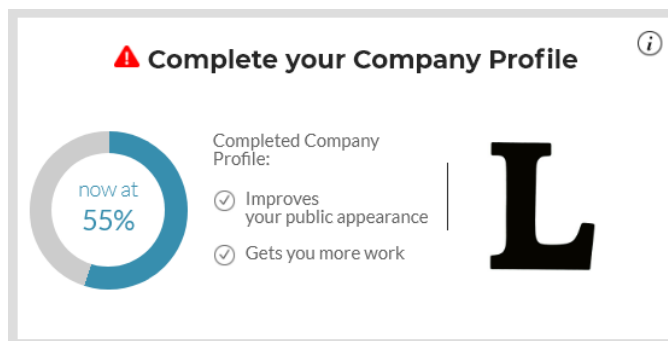 Complete your Company Profile
now at
55%
Completed Company
Profile:
Improves
your public appearance
Gets you more work
L